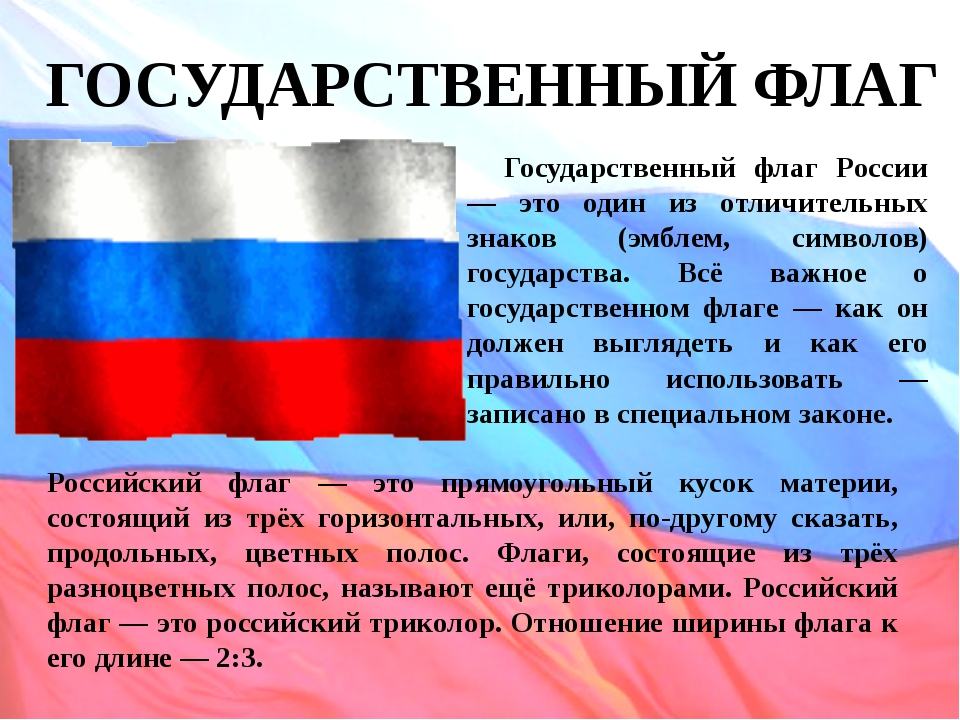 ГОСУДАРСТВЕННЫЙ ФЛАГ
Государственный флаг России
— это один из отличительных
знаков (эмблем, символов)
государства. Всё важное о
государственном флаге — как он
должен выглядеть и как его
правильно использовать —
записано в специальном законе.
Российский флаг — это прямоугольный кусок материи,
состоящий из трёх горизонтальных, или, по-другому сказать,
продольных, цветных полос. Флаги, состоящие из трёх
разноцветных полос, называют ещё триколорами. Российский
флаг — это российский триколор. Отношение ширины флага к
его длине — 2:3.